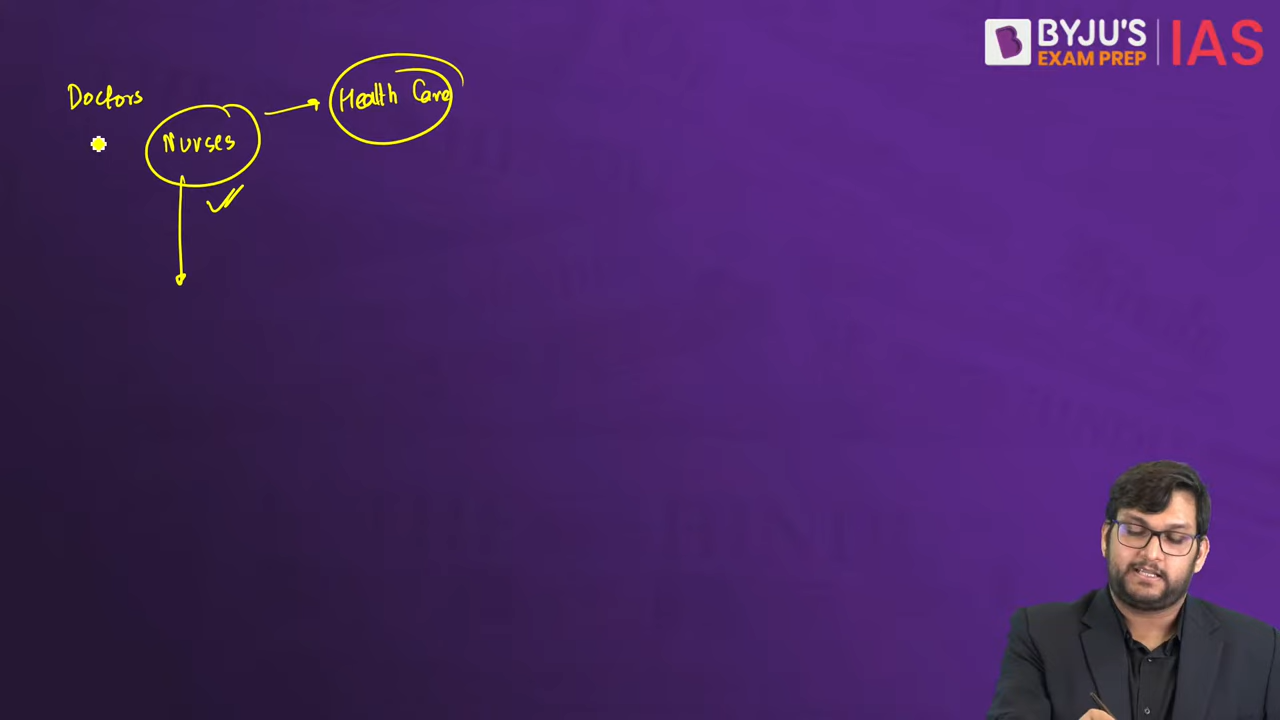 Doctors
Nurses
Health Care
BYJU'S
EXAM PREP
IAS